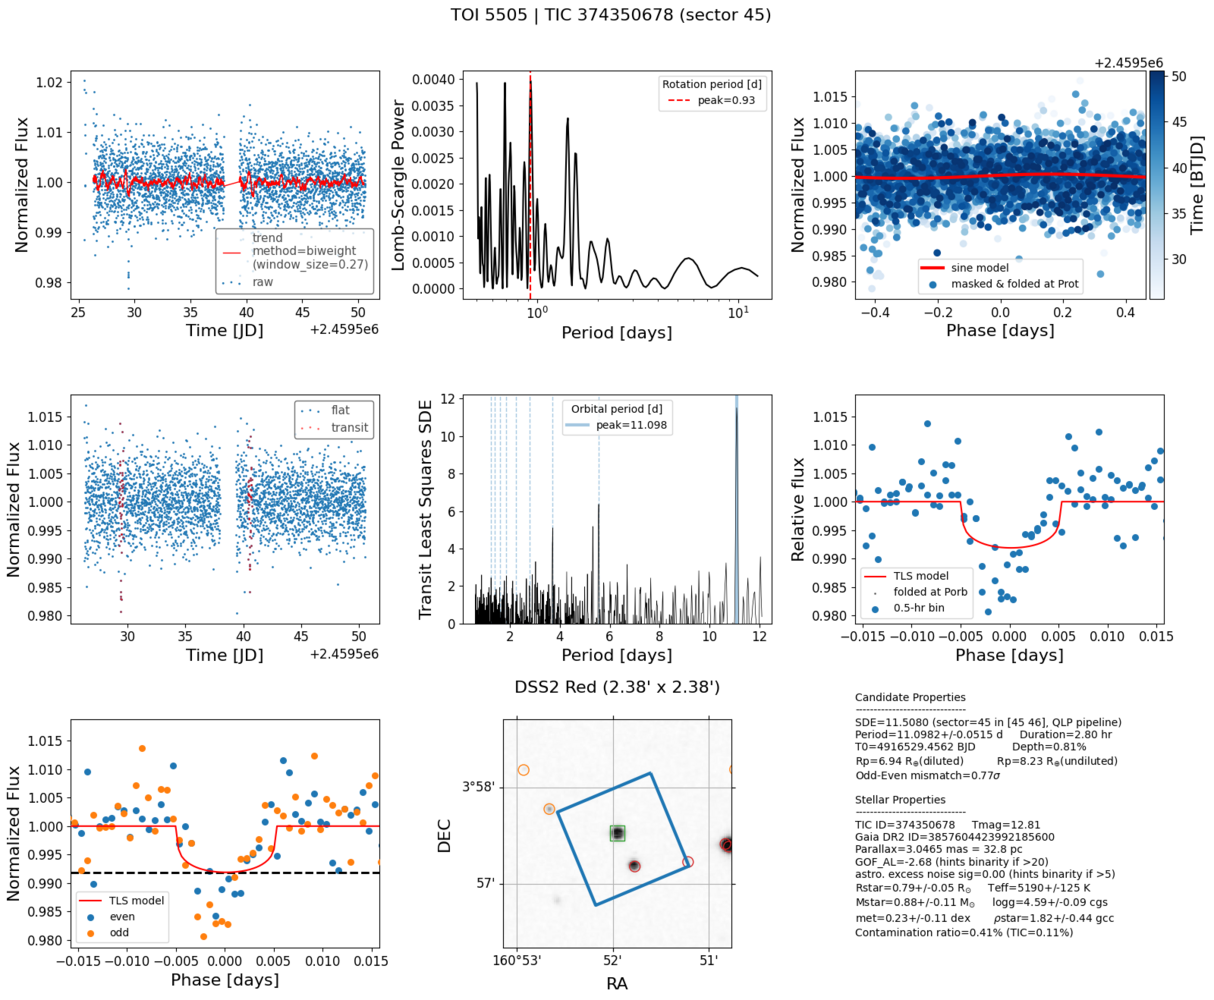 TOI 5505 | TIC 374350678 (sector 45)
Normalized Flux
1.02
1.01
1.00
0.99
0.98
trend
method=biweight
(window_size=0.27)
raw
25
30
35
40
45
50
Time [JD]
+2.4595e6
Lomb-Scargle Power
0.0040
0.0035
0.0030
0.0025
0.0020
0.0015
0.0010
0.0005
0.0000
Rotation period [d]
peak=0.93
10⁰
10¹
Period [days]
Normalized Flux
1.015
1.010
1.005
1.000
0.995
0.990
0.985
0.980
sine model
masked & folded at Prot
−0.4
−0.2
0.0
0.2
0.4
Phase [days]
+2.4595e6
50
45
40
35
30
Time [BTJD]
Normalized Flux
1.015
1.010
1.005
1.000
0.995
0.990
0.985
0.980
flat
transit
30
35
40
45
50
Time [JD]
+2.4595e6
Transit Least Squares SDE
12
10
8
6
4
2
0
Orbital period [d]
peak=11.098
2
4
6
8
10
12
Period [days]
Relative flux
1.015
1.010
1.005
1.000
0.995
0.990
0.985
0.980
TLS model
folded at Porb
0.5-hr bin
−0.015
−0.010
−0.005
0.000
0.005
0.010
0.015
Phase [days]
Normalized Flux
1.015
1.010
1.005
1.000
0.995
0.990
0.985
0.980
TLS model
even
odd
−0.015
−0.010
−0.005
0.000
0.005
0.010
0.015
Phase [days]
DSS2 Red (2.38' x 2.38')
DEC
3°58'
57'
160°53'
52'
51'
RA
Candidate Properties
------------------------------
SDE=11.5080 (sector=45 in [45 46], QLP pipeline)
Period=11.0982+/-0.0515 d Duration=2.80 hr
T0=4916529.4562 BJD Depth=0.81%
Rp=6.94 R⊕(diluted) Rp=8.23 R⊕(undiluted)
Odd-Even mismatch=0.77σ
Stellar Properties
------------------------------
TIC ID=374350678 Tmag=12.81
Gaia DR2 ID=3857604423992185600
Parallax=3.0465 mas = 32.8 pc
GOF_AL=-2.68 (hints binarity if >20)
astro. excess noise sig=0.00 (hints binarity if >5)
Rstar=0.79+/-0.05 R☉ Teff=5190+/-125 K
Mstar=0.88+/-0.11 M☉ logg=4.59+/-0.09 cgs
met=0.23+/-0.11 dex ρstar=1.82+/-0.44 gcc
Contamination ratio=0.41% (TIC=0.11%)